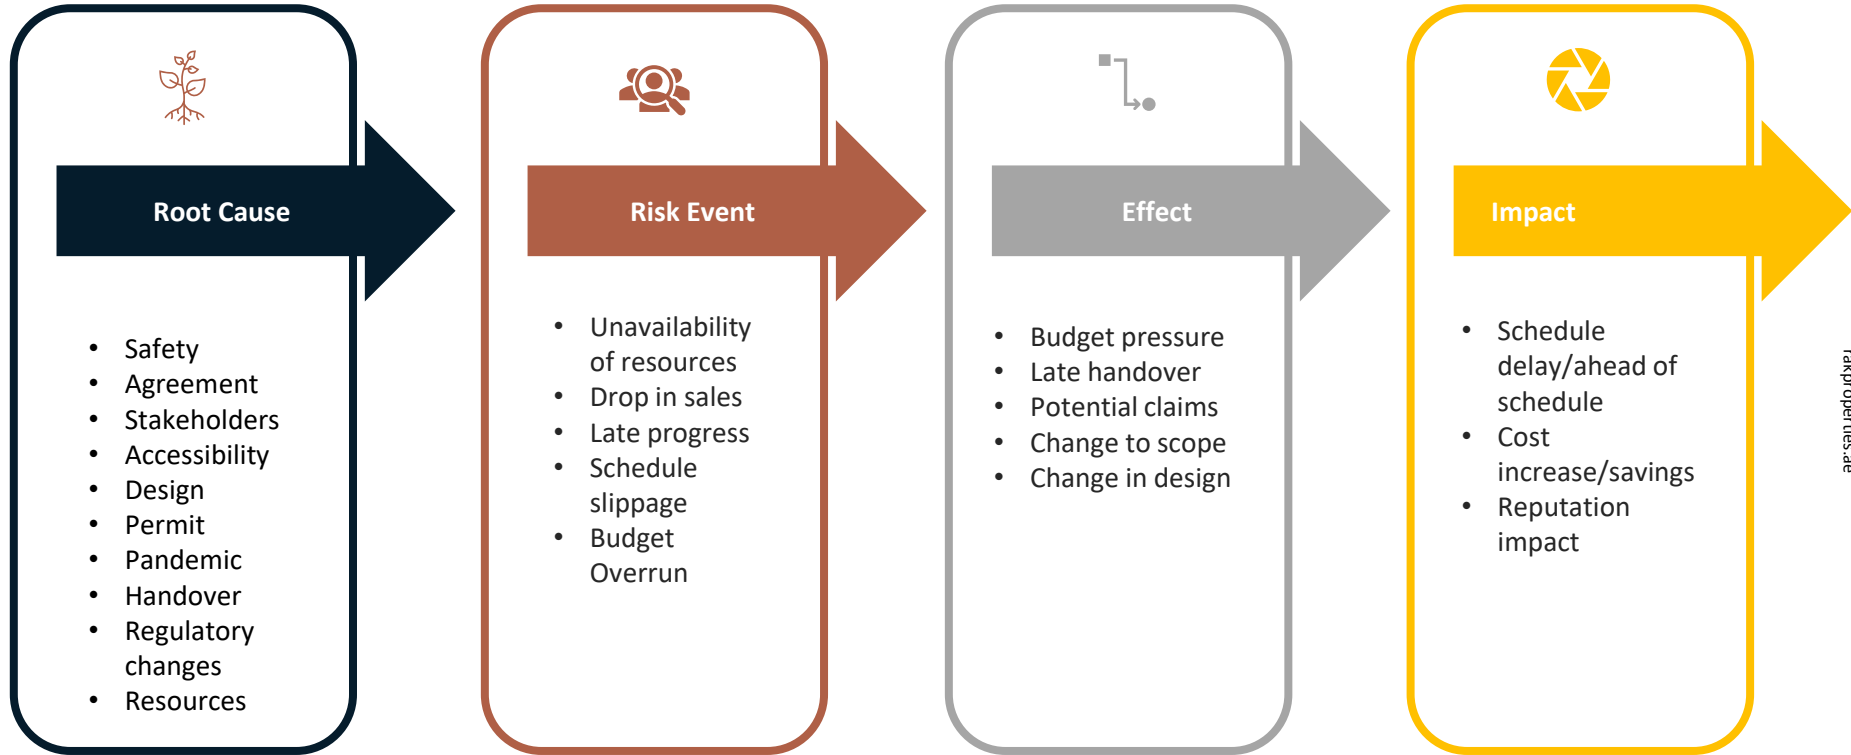 Root Cause
• Safety
• Agreement
• Stakeholders
• Accessibility
• Design
• Permit
• Pandemic
• Handover
• Regulatory
changes
• Resources
Risk Event
• Unavailability
of resources
• Drop in sales
• Late progress
• Schedule
slippage
• Budget
Overrun
Effect
• Budget pressure
• Late handover
• Potential claims
• Change to scope
• Change in design
Impact
• Schedule
delay/ahead of
schedule
• Cost
increase/savings
• Reputation
impact
rakproperties.ae